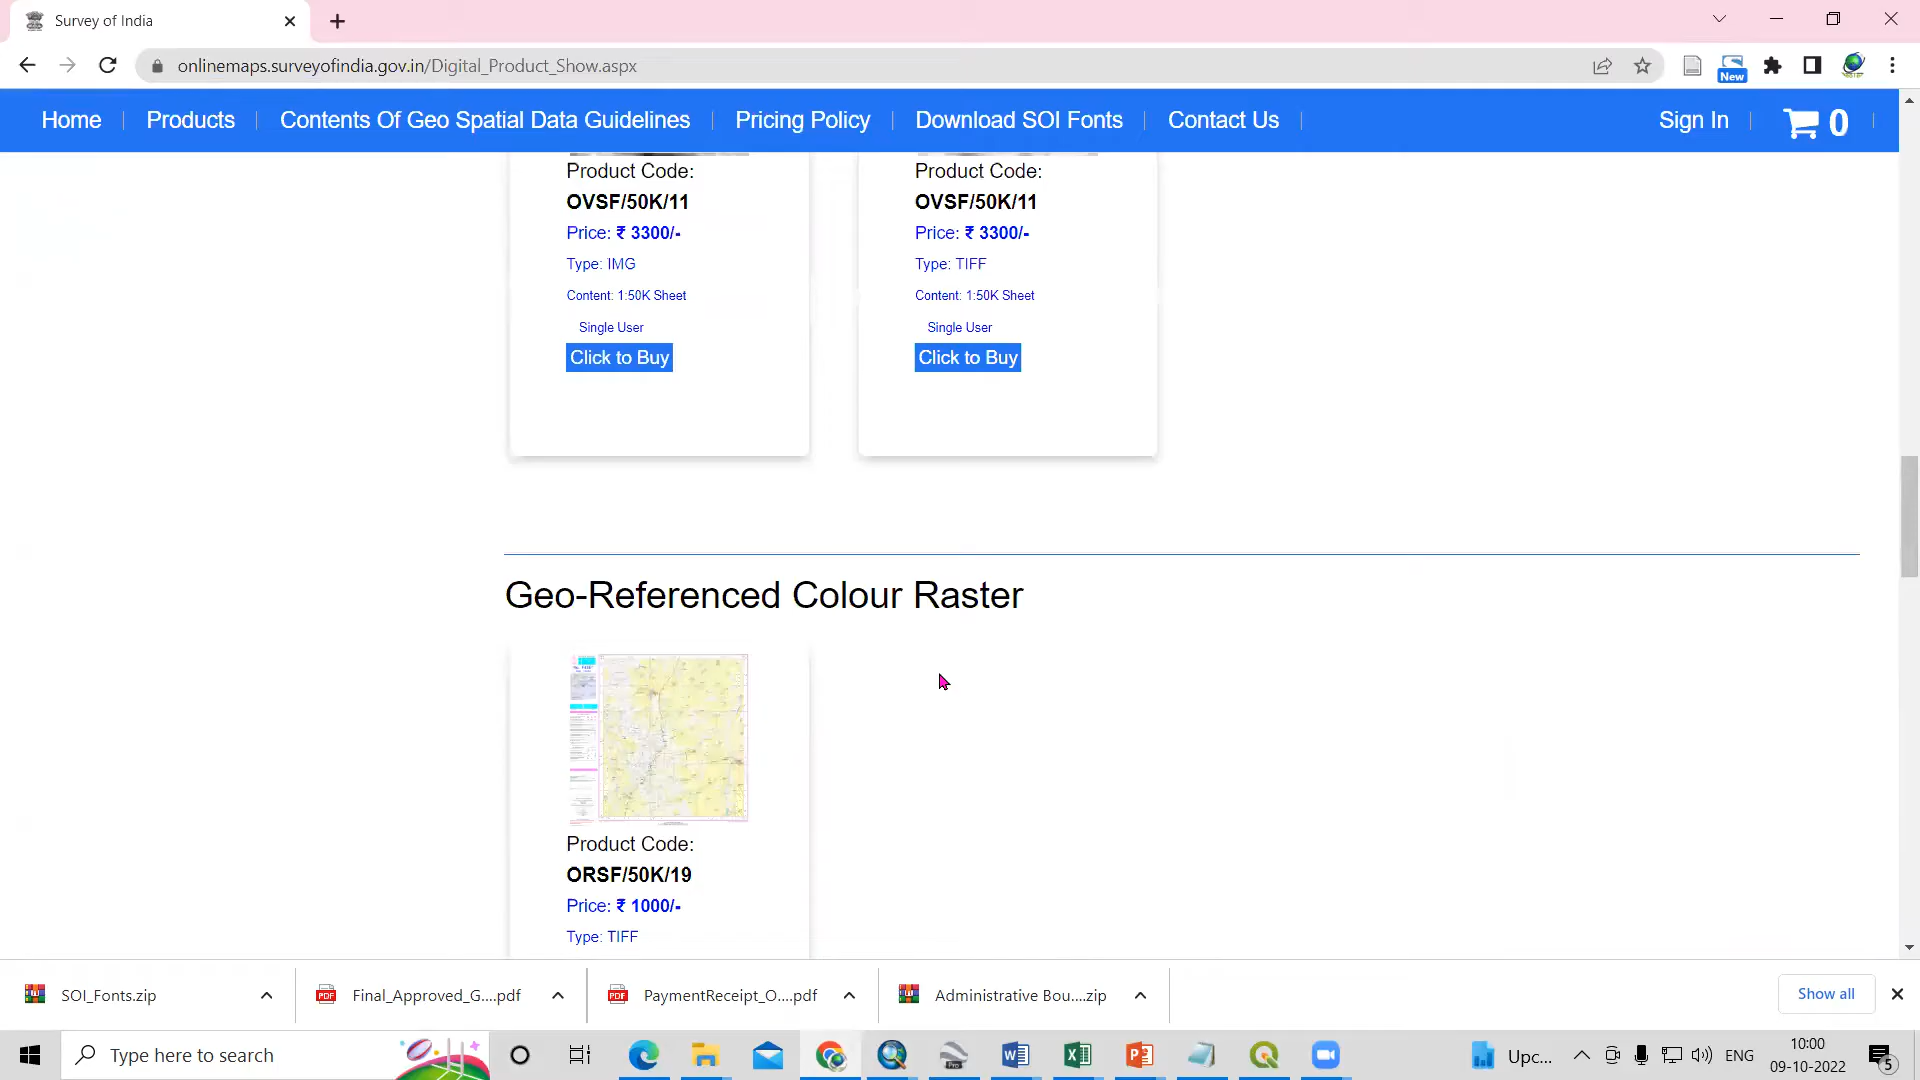 Survey of India
onlinemaps.surveyofindia.gov.in/Digital_Product_Show.aspx
New
Home
Products
Contents Of Geo Spatial Data Guidelines
Pricing Policy
Download SOI Fonts
Contact Us
Sign In
0
Product Code:
OVSF/50K/11
Price: ₹ 3300/-
Type: IMG
Content: 1:50K Sheet
Single User
Click to Buy
Product Code:
OVSF/50K/11
Price: ₹ 3300/-
Type: TIFF
Content: 1:50K Sheet
Single User
Click to Buy
Geo-Referenced Colour Raster
Product Code:
ORSF/50K/19
Price: ₹ 1000/-
Type: TIFF
SOI_Fonts.zip
PDF
Final_Approved_G....pdf
PDF
PaymentReceipt_O....pdf
Administrative Bou....zip
Show all
Type here to search
Pro
Upc...
ENG
10:00
09-10-2022
5